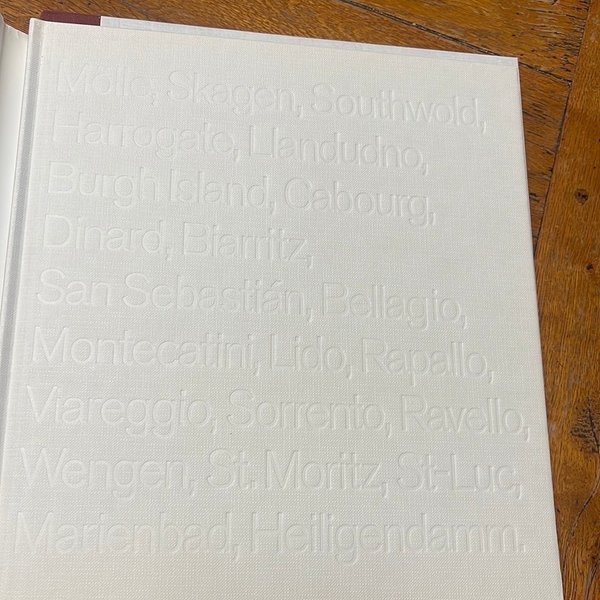 Mölle, Skagen, Southwold,
Harrogate, Llandudno,
Burgh Island, Cabourg,
Dinard, Biarritz,
San Sebastián, Bellagio,
Montecatini, Lido, Rapallo,
Viareggio, Sorrento, Ravello,
Wengen, St. Moritz, St-Luc,
Marienbad, Heiligendamm.